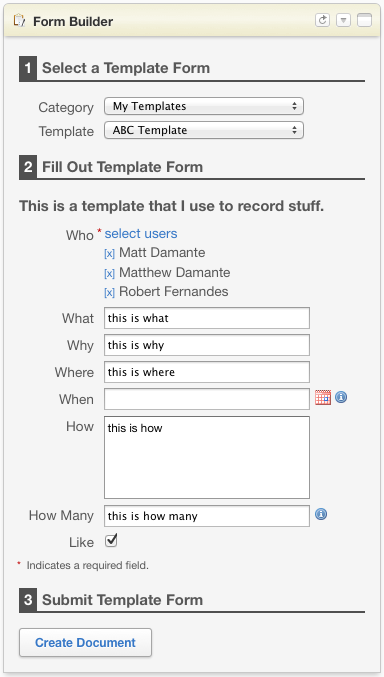 Form Builder
1 Select a Template Form
Category My Templates
Template ABC Template
2 Fill Out Template Form
This is a template that I use to record stuff.
Who * select users
[x] Matt Damante
[x] Matthew Damante
[x] Robert Fernandes
What this is what
Why this is why
Where this is where
When
How this is how
How Many this is how many
Like
* Indicates a required field.
3 Submit Template Form
Create Document